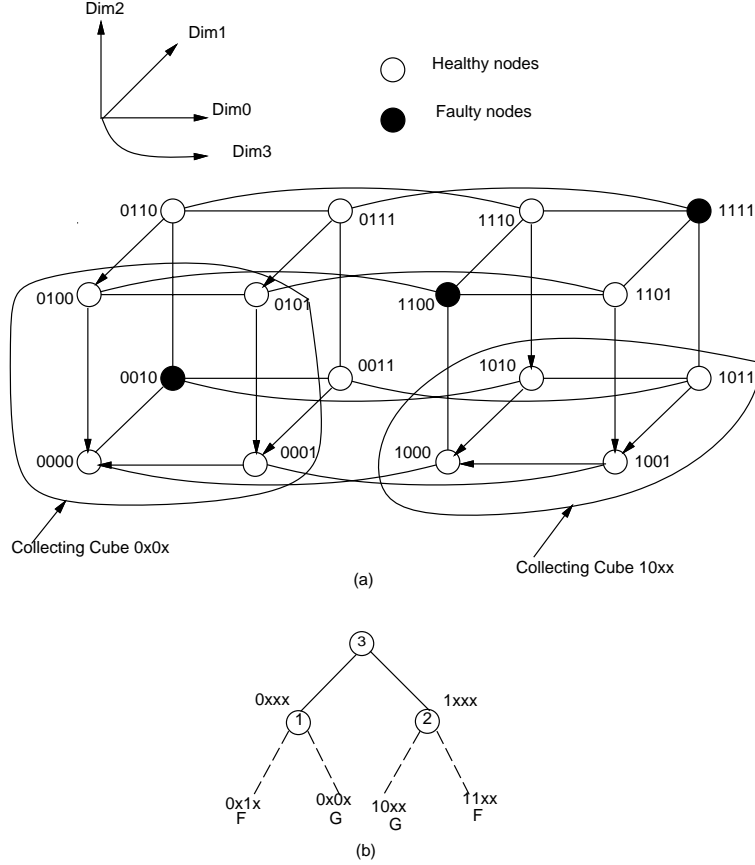 Dim2
Dim1
Dim0
Dim3
Healthy nodes
Faulty nodes
0110
0111
1110
1111
0100
0101
1100
1101
0010
0011
1010
1011
0000
0001
1000
1001
Collecting Cube 0x0x
Collecting Cube 10xx
(a)
3
0xxx
1xxx
1
2
0x1x
F
0x0x
G
10xx
G
11xx
F
(b)